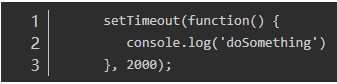 1 setTimeout(function() {
2 console.log('doSomething')
3 }, 2000);